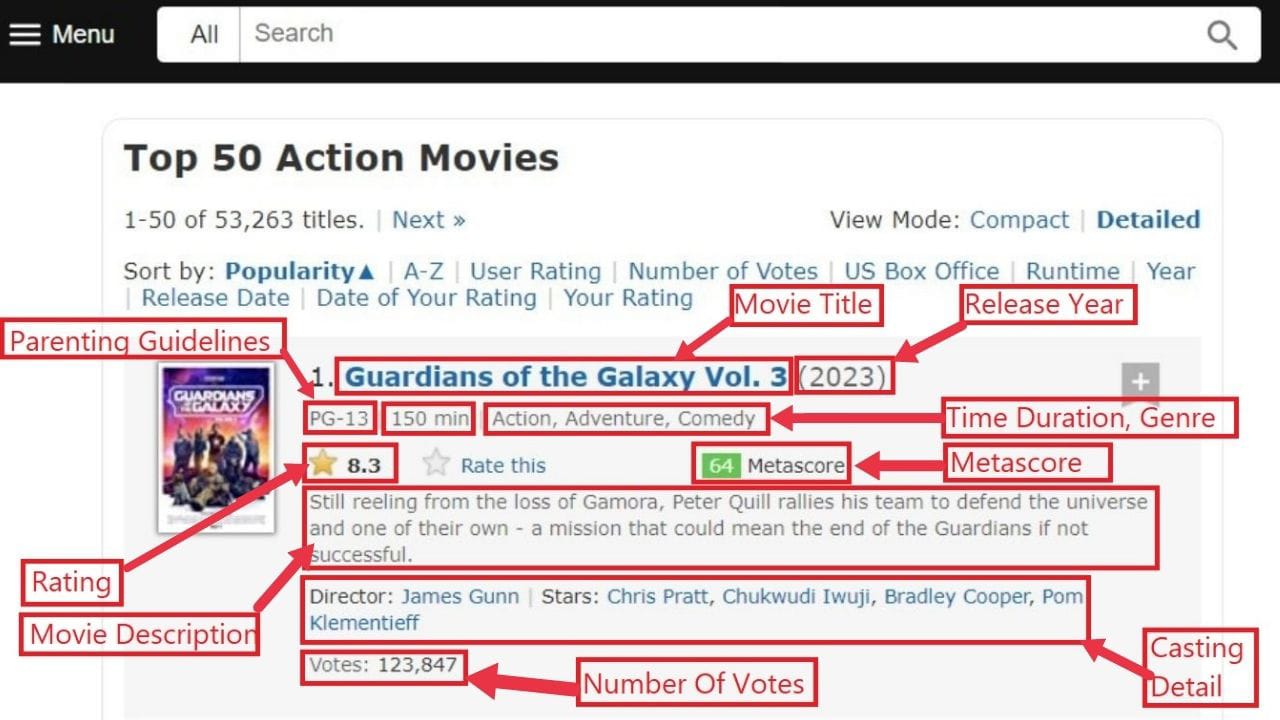 Menu All Search
Top 50 Action Movies
1-50 of 53,263 titles. | Next »
View Mode: Compact | Detailed
Sort by: Popularity▲ | A-Z | User Rating | Number of Votes | US Box Office | Runtime | Year
| Release Date | Date of Your Rating | Your Rating
Movie Title
Release Year
Parenting Guidelines
1. Guardians of the Galaxy Vol. 3 (2023)
GUARDIANS
GALAXY
PG-13 | 150 min | Action, Adventure, Comedy
Time Duration, Genre
8.3 Rate this
64 Metascore
Metascore
Still reeling from the loss of Gamora, Peter Quill rallies his team to defend the universe
and one of their own - a mission that could mean the end of the Guardians if not
successful.
Rating
Movie Description
Director: James Gunn | Stars: Chris Pratt, Chukwudi Iwuji, Bradley Cooper, Pom
Klementieff
Casting
Detail
Votes: 123,847
Number Of Votes